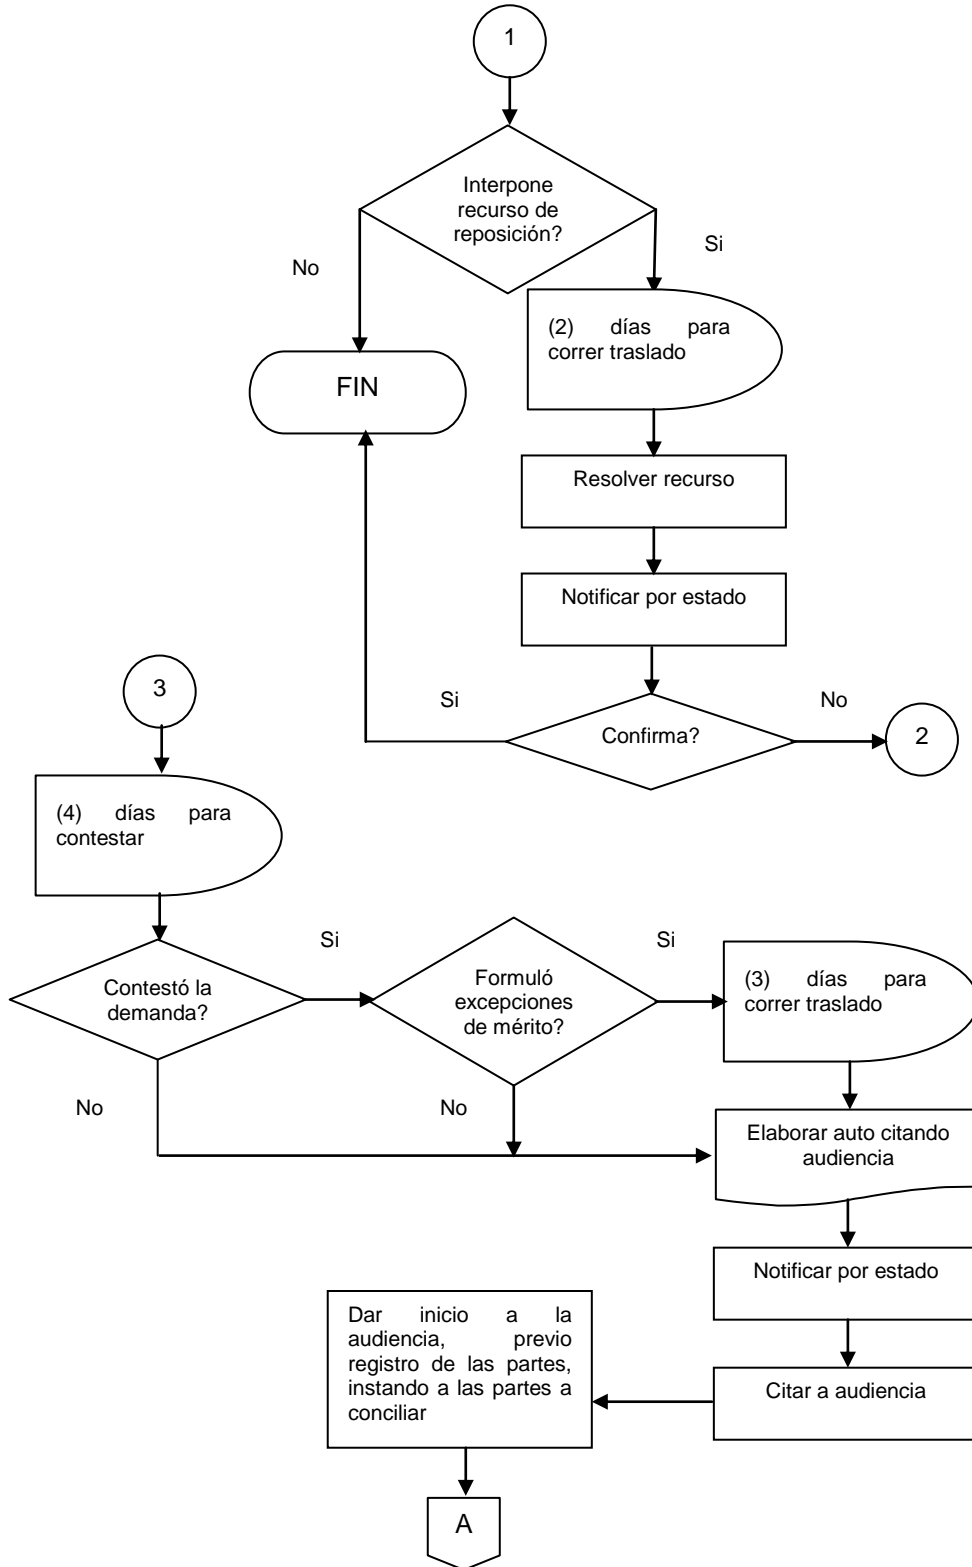 1
Interpone
recurso de
reposición?
No
Si
(2) días para
correr traslado
FIN
Resolver recurso
Notificar por estado
3
Si
Confirma?
No
2
(4) días para
contestar
Contestó la
demanda?
Si
Formuló
excepciones
de mérito?
Si
(3) días para
correr traslado
No
No
Elaborar auto citando
audiencia
Notificar por estado
Dar inicio a la
audiencia, previo
registro de las partes,
instando a las partes a
conciliar
Citar a audiencia
A